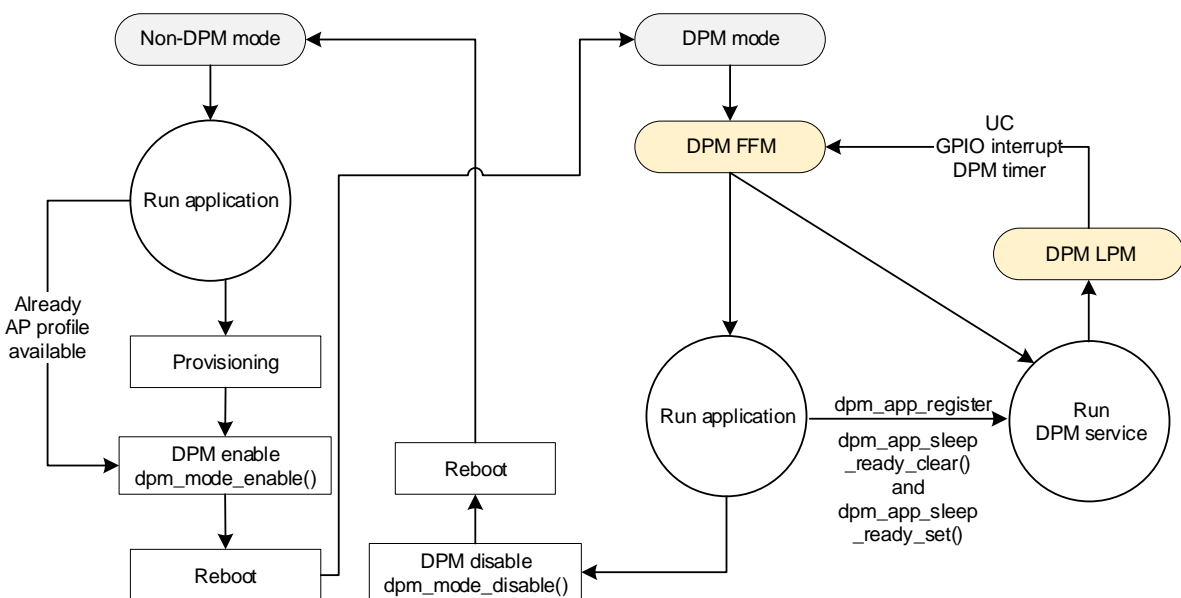 Non-DPM mode
DPM mode
DPM FFM
UC
GPIO interrupt
DPM timer
Run application
DPM LPM
Already
AP profile
available
Provisioning
Run application
dpm_app_register
dpm_app_sleep
_ready_clear()
and
dpm_app_sleep
_ready_set()
Run
DPM service
DPM enable
dpm_mode_enable()
Reboot
Reboot
DPM disable
dpm_mode_disable()